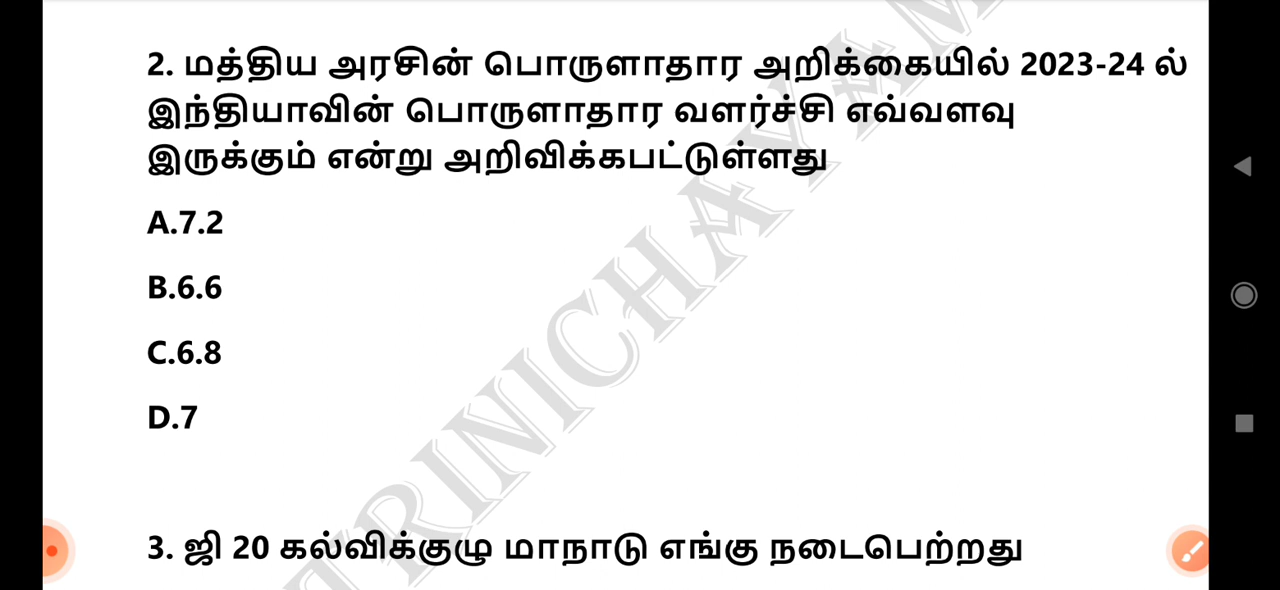 2. மத்திய அரசின் பொருளாதார அறிக்கையில் 2023-24 ல்
இந்தியாவின் பொருளாதார வளர்ச்சி எவ்வளவு
இருக்கும் என்று அறிவிக்கபட்டுள்ளது
A.7.2
B.6.6
C.6.8
D.7
3. ஜி 20 கல்விக்குழு மாநாடு எங்கு நடைபெற்றது